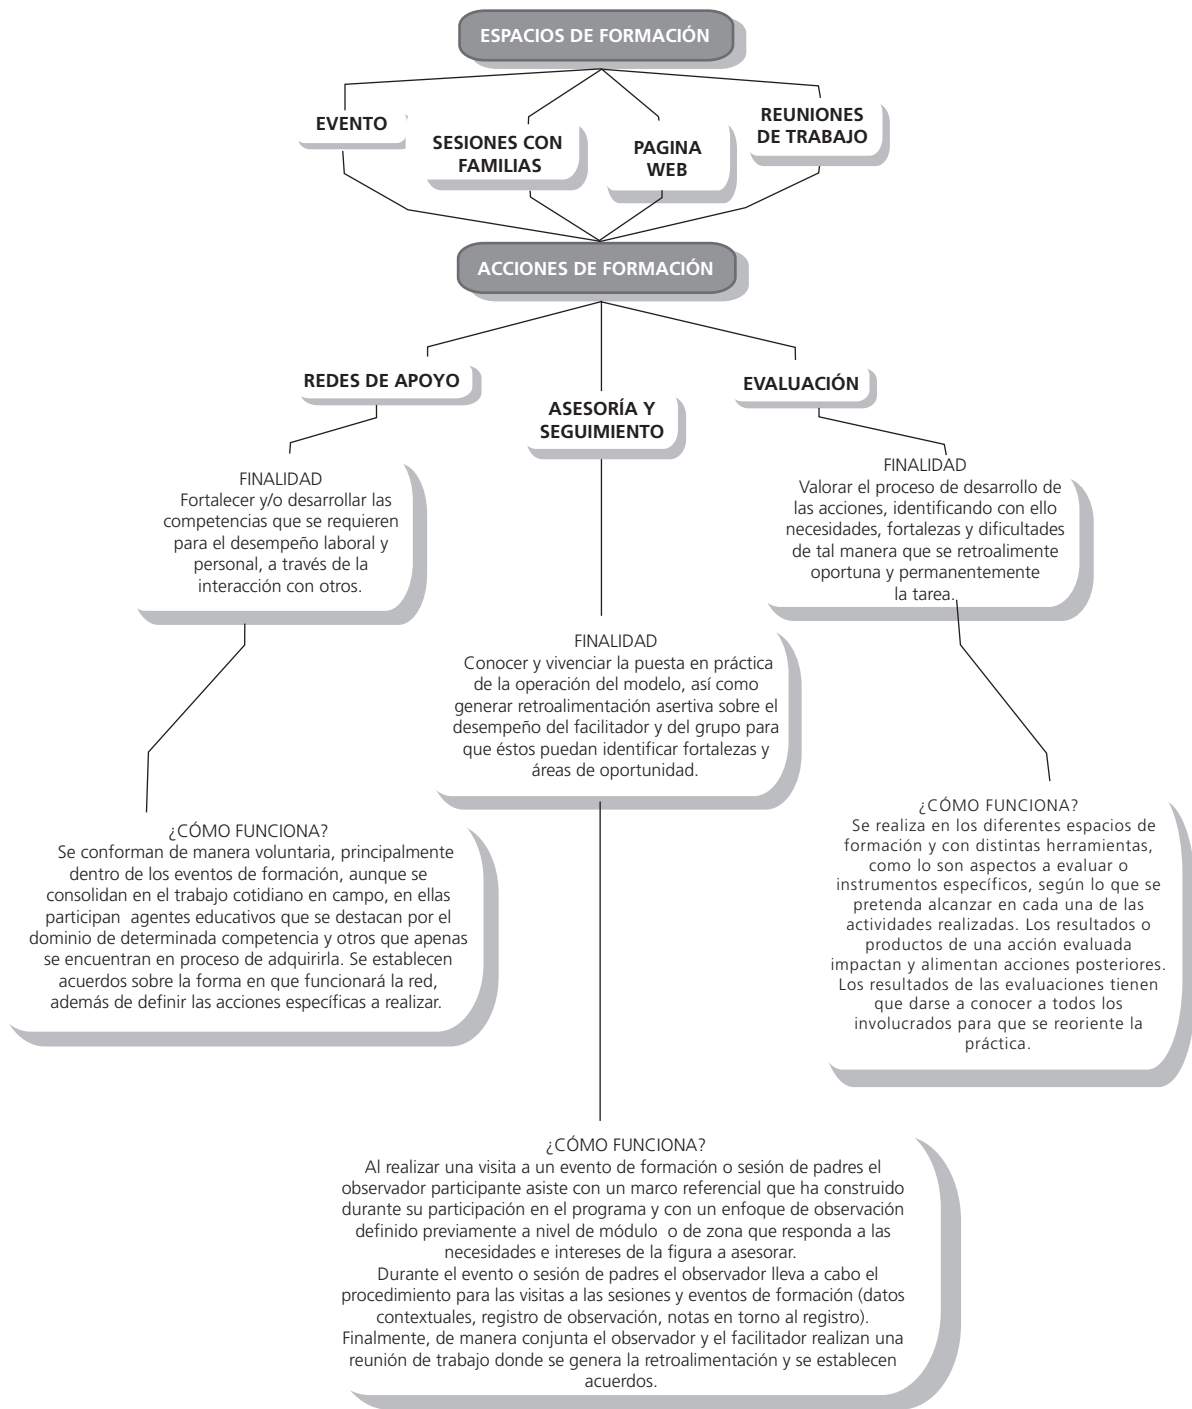 ESPACIOS DE FORMACIÓN
EVENTO
SESIONES CON
FAMILIAS
PAGINA
WEB
REUNIONES
DE TRABAJO
ACCIONES DE FORMACIÓN
REDES DE APOYO
ASESORÍA Y
SEGUIMIENTO
EVALUACIÓN
FINALIDAD
Fortalecer y/o desarrollar las
competencias que se requieren
para el desempeño laboral y
personal, a través de la
interacción con otros.
FINALIDAD
Conocer y vivenciar la puesta en práctica
de la operación del modelo, así como
generar retroalimentación asertiva sobre el
desempeño del facilitador y del grupo para
que éstos puedan identificar fortalezas y
áreas de oportunidad.
FINALIDAD
Valorar el proceso de desarrollo de
las acciones, identificando con ello
necesidades, fortalezas y dificultades
de tal manera que se retroalimente
oportuna y permanentemente
la tarea.
¿CÓMO FUNCIONA?
Se conforman de manera voluntaria, principalmente
dentro de los eventos de formación, aunque se
consolidan en el trabajo cotidiano en campo, en ellas
participan agentes educativos que se destacan por el
dominio de determinada competencia y otros que apenas
se encuentran en proceso de adquirirla. Se establecen
acuerdos sobre la forma en que funcionará la red,
además de definir las acciones específicas a realizar.
¿CÓMO FUNCIONA?
Se realiza en los diferentes espacios de
formación y con distintas herramientas,
como lo son aspectos a evaluar o
instrumentos específicos, según lo que se
pretenda alcanzar en cada una de las
actividades realizadas. Los resultados o
productos de una acción evaluada
impactan y alimentan acciones posteriores.
Los resultados de las evaluaciones tienen
que darse a conocer a todos los
involucrados para que se reoriente la
práctica.
¿CÓMO FUNCIONA?
Al realizar una visita a un evento de formación o sesión de padres el
observador participante asiste con un marco referencial que ha construido
durante su participación en el programa y con un enfoque de observación
definido previamente a nivel de módulo o de zona que responda a las
necesidades e intereses de la figura a asesorar.
Durante el evento o sesión de padres el observador lleva a cabo el
procedimiento para las visitas a las sesiones y eventos de formación (datos
contextuales, registro de observación, notas en torno al registro).
Finalmente, de manera conjunta el observador y el facilitador realizan una
reunión de trabajo donde se genera la retroalimentación y se establecen
acuerdos.